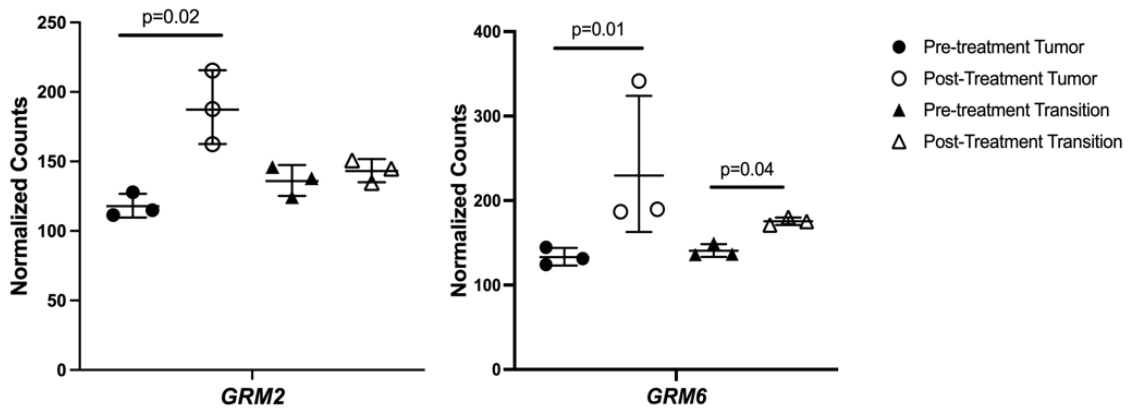 p=0.02
Normalized Counts
250
200
150
100
50
0
GRM2
p=0.01
p=0.04
Normalized Counts
400
300
200
100
0
GRM6
Pre-treatment Tumor
Post-Treatment Tumor
Pre-treatment Transition
Post-Treatment Transition